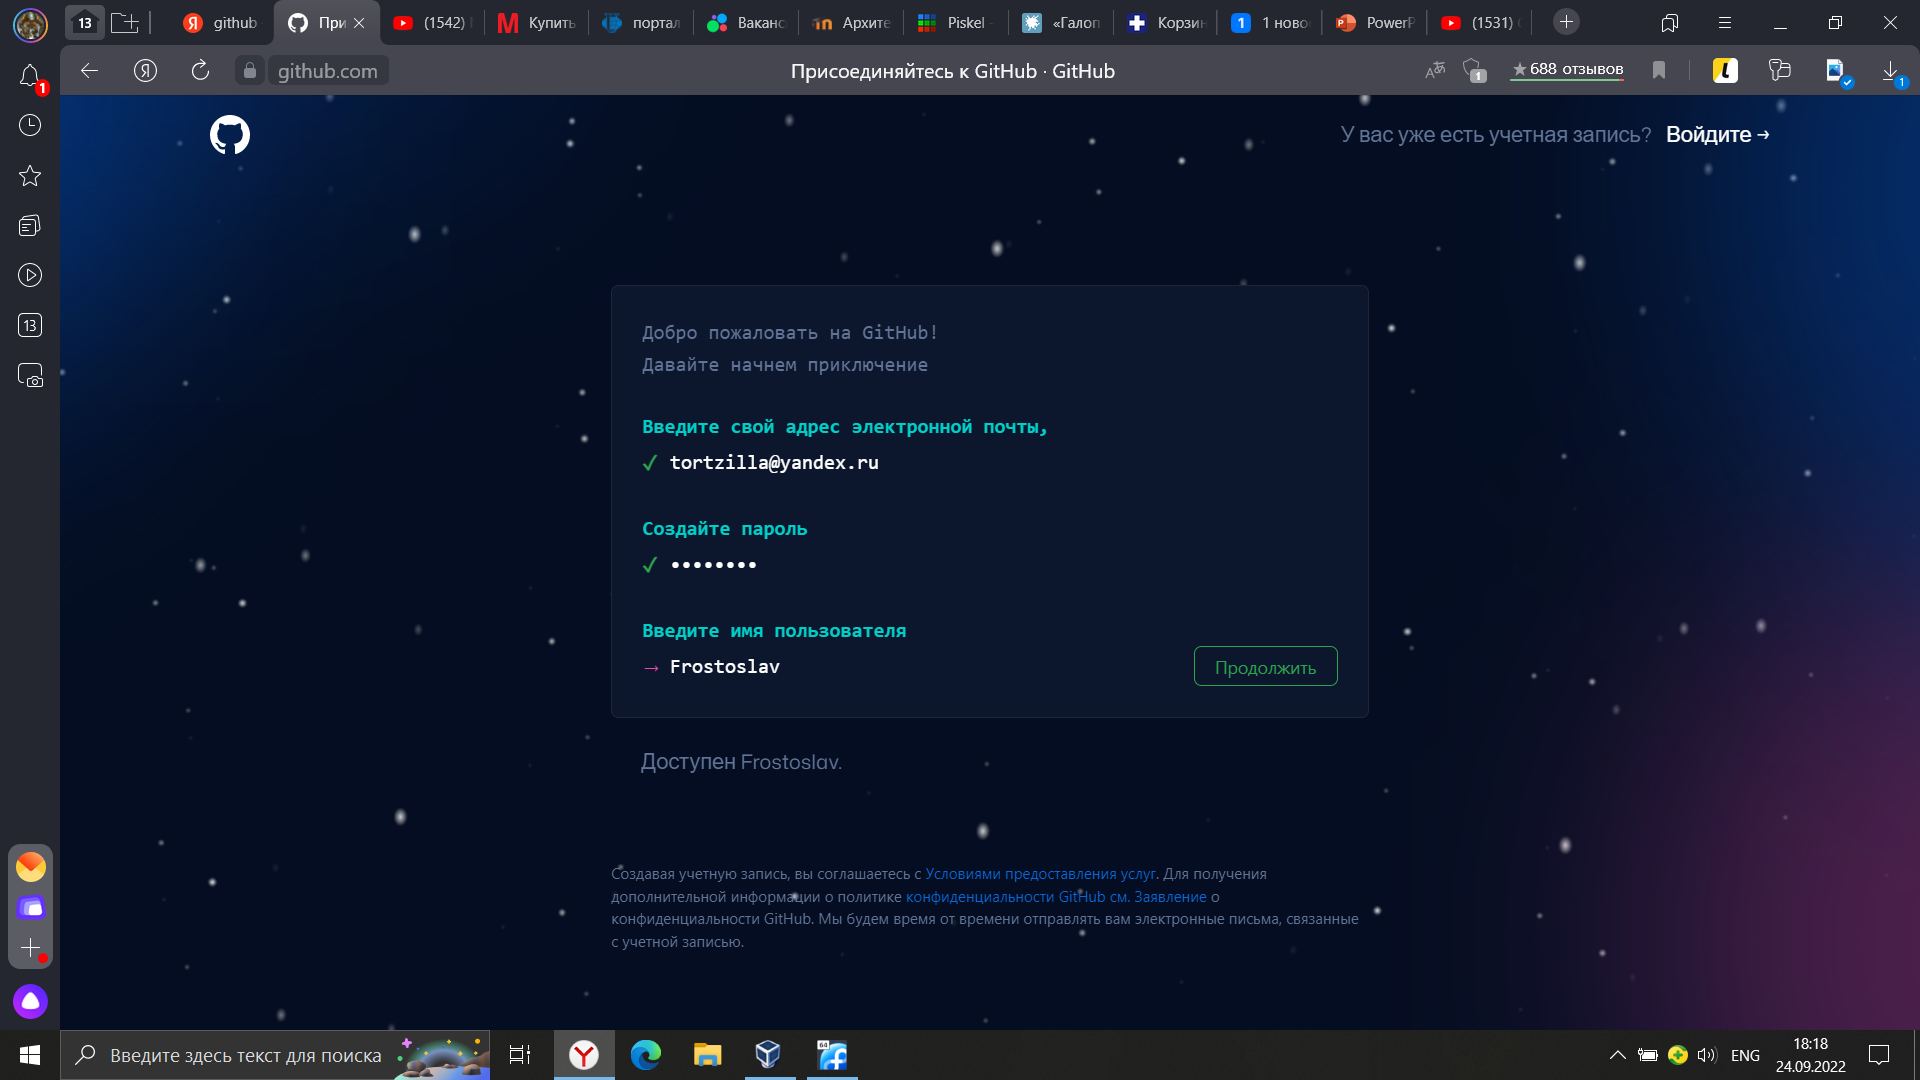 13
github
При
(1542)
Купить
портал
Ваканс
Архите
Piskel -
«Галоп
Корзин
1 ново
PowerP
(1531)
1
github.com
Присоединяйтесь к GitHub · GitHub
1
★688 отзывов
1
13
У вас уже есть учетная запись? Войдите →
Добро пожаловать на GitHub!
Давайте начнем приключение
Введите свой адрес электронной почты,
✓ tortzilla@yandex.ru
Создайте пароль
✓ ••••••••
Введите имя пользователя
→ Frostoslav
Продолжить
Доступен Frostoslav.
Создавая учетную запись, вы соглашаетесь с Условиями предоставления услуг. Для получения
дополнительной информации о политике конфиденциальности GitHub см. Заявление о
конфиденциальности GitHub. Мы будем время от времени отправлять вам электронные письма, связанные
с учетной записью.
Введите здесь текст для поиска
64
ENG
18:18
24.09.2022